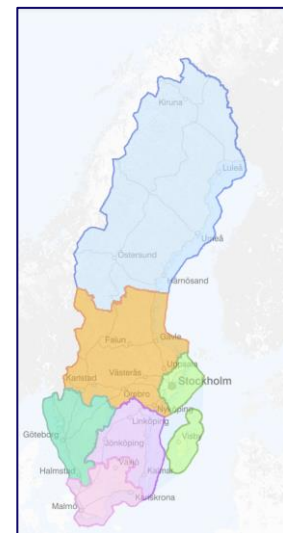 Kiruna
Luleå
Umeå
Östersund
Härnösand
Falun
Gävle
Uppsala
Västerås
Karlstad
Stockholm
Örebro
Nyköping
Linköping
Göteborg
Visby
Jönköping
Halmstad
Växjö
Kalmar
Karlskrona
Malmö